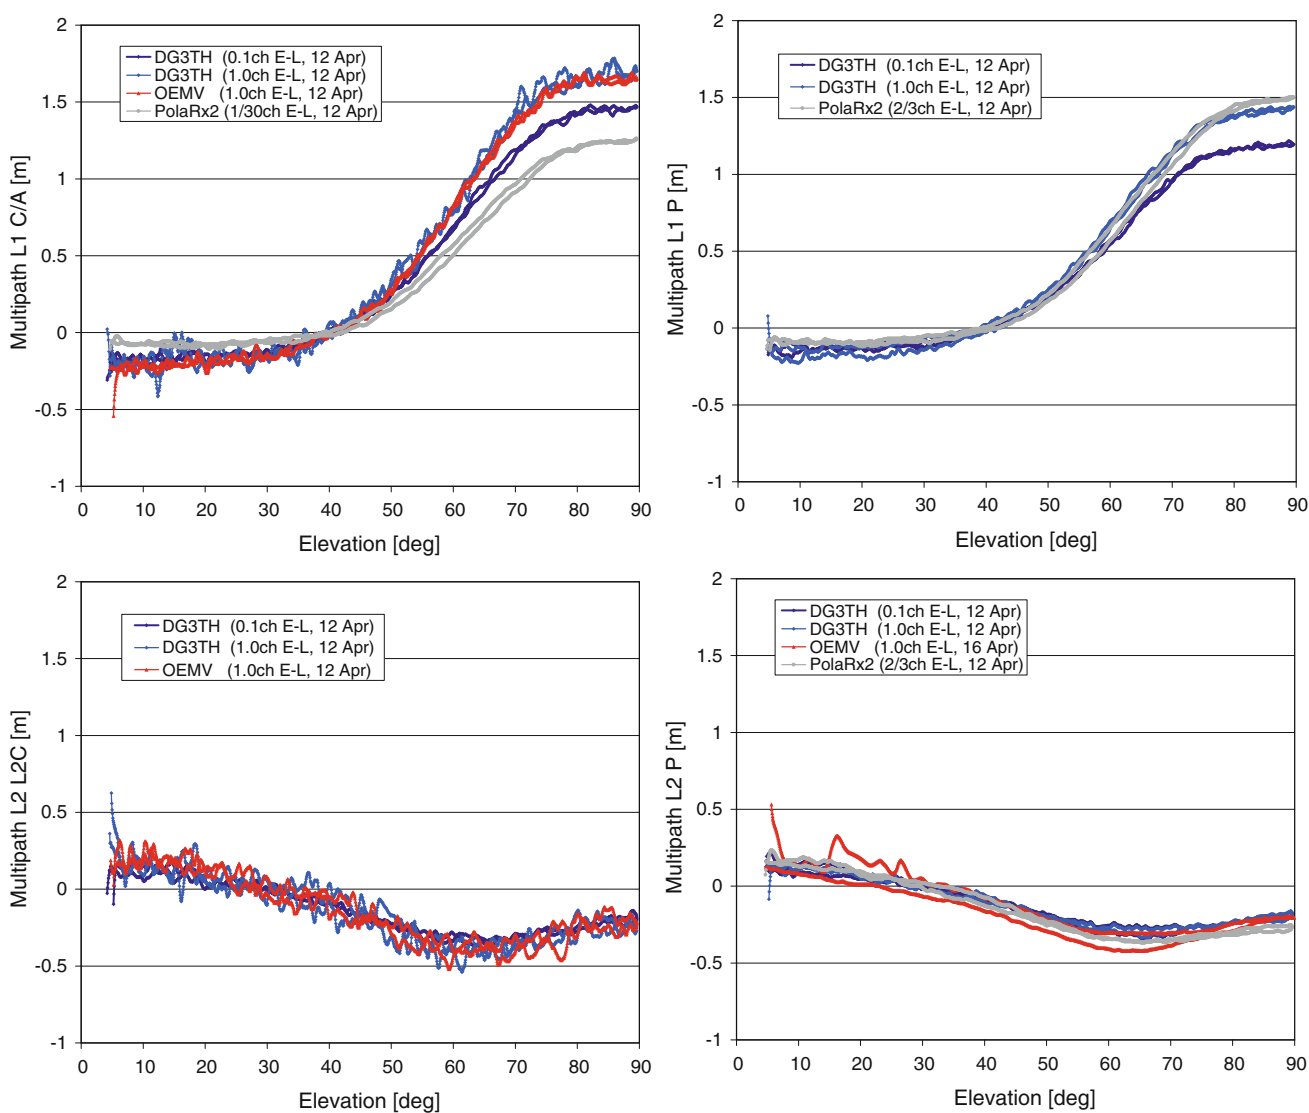 2
1.5
1
0.5
0
-0.5
-1
Multipath L1 C/A [m]
DG3TH (0.1ch E-L, 12 Apr)
DG3TH (1.0ch E-L, 12 Apr)
OEMV (1.0ch E-L, 12 Apr)
PolaRx2 (1/30ch E-L, 12 Apr)
0 10 20 30 40 50 60 70 80 90
Elevation [deg]
2
1.5
1
0.5
0
-0.5
-1
Multipath L1 P [m]
DG3TH (0.1ch E-L, 12 Apr)
DG3TH (1.0ch E-L, 12 Apr)
PolaRx2 (2/3ch E-L, 12 Apr)
0 10 20 30 40 50 60 70 80 90
Elevation [deg]
2
1.5
1
0.5
0
-0.5
-1
Multipath L2 L2C [m]
DG3TH (0.1ch E-L, 12 Apr)
DG3TH (1.0ch E-L, 12 Apr)
OEMV (1.0ch E-L, 12 Apr)
0 10 20 30 40 50 60 70 80 90
Elevation [deg]
2
1.5
1
0.5
0
-0.5
-1
Multipath L2 P [m]
DG3TH (0.1ch E-L, 12 Apr)
DG3TH (1.0ch E-L, 12 Apr)
OEMV (1.0ch E-L, 16 Apr)
PolaRx2 (2/3ch E-L, 12 Apr)
0 10 20 30 40 50 60 70 80 90
Elevation [deg]